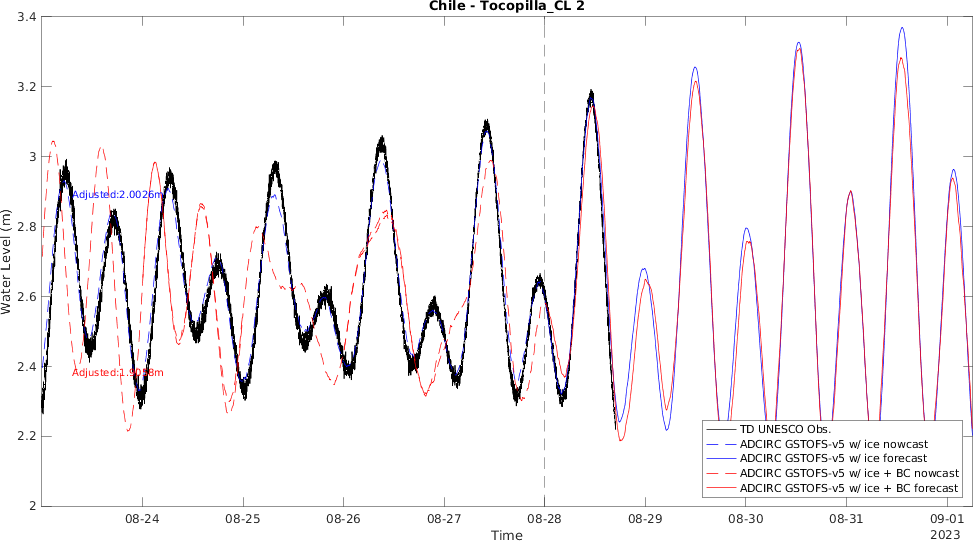 Chile - Tocopilla_CL 2
3.4
3.2
3
2.8
2.6
2.4
2.2
2
Water Level (m)
Adjusted:2.0026m
08-24
08-25
08-26
08-27
08-28
08-29
08-30
08-31
09-01
2023
Time
TD UNESCO Obs.
ADCIRC GSTOFS-v5 w/ ice nowcast
ADCIRC GSTOFS-v5 w/ ice forecast
ADCIRC GSTOFS-v5 w/ ice + BC nowcast
ADCIRC GSTOFS-v5 w/ ice + BC forecast